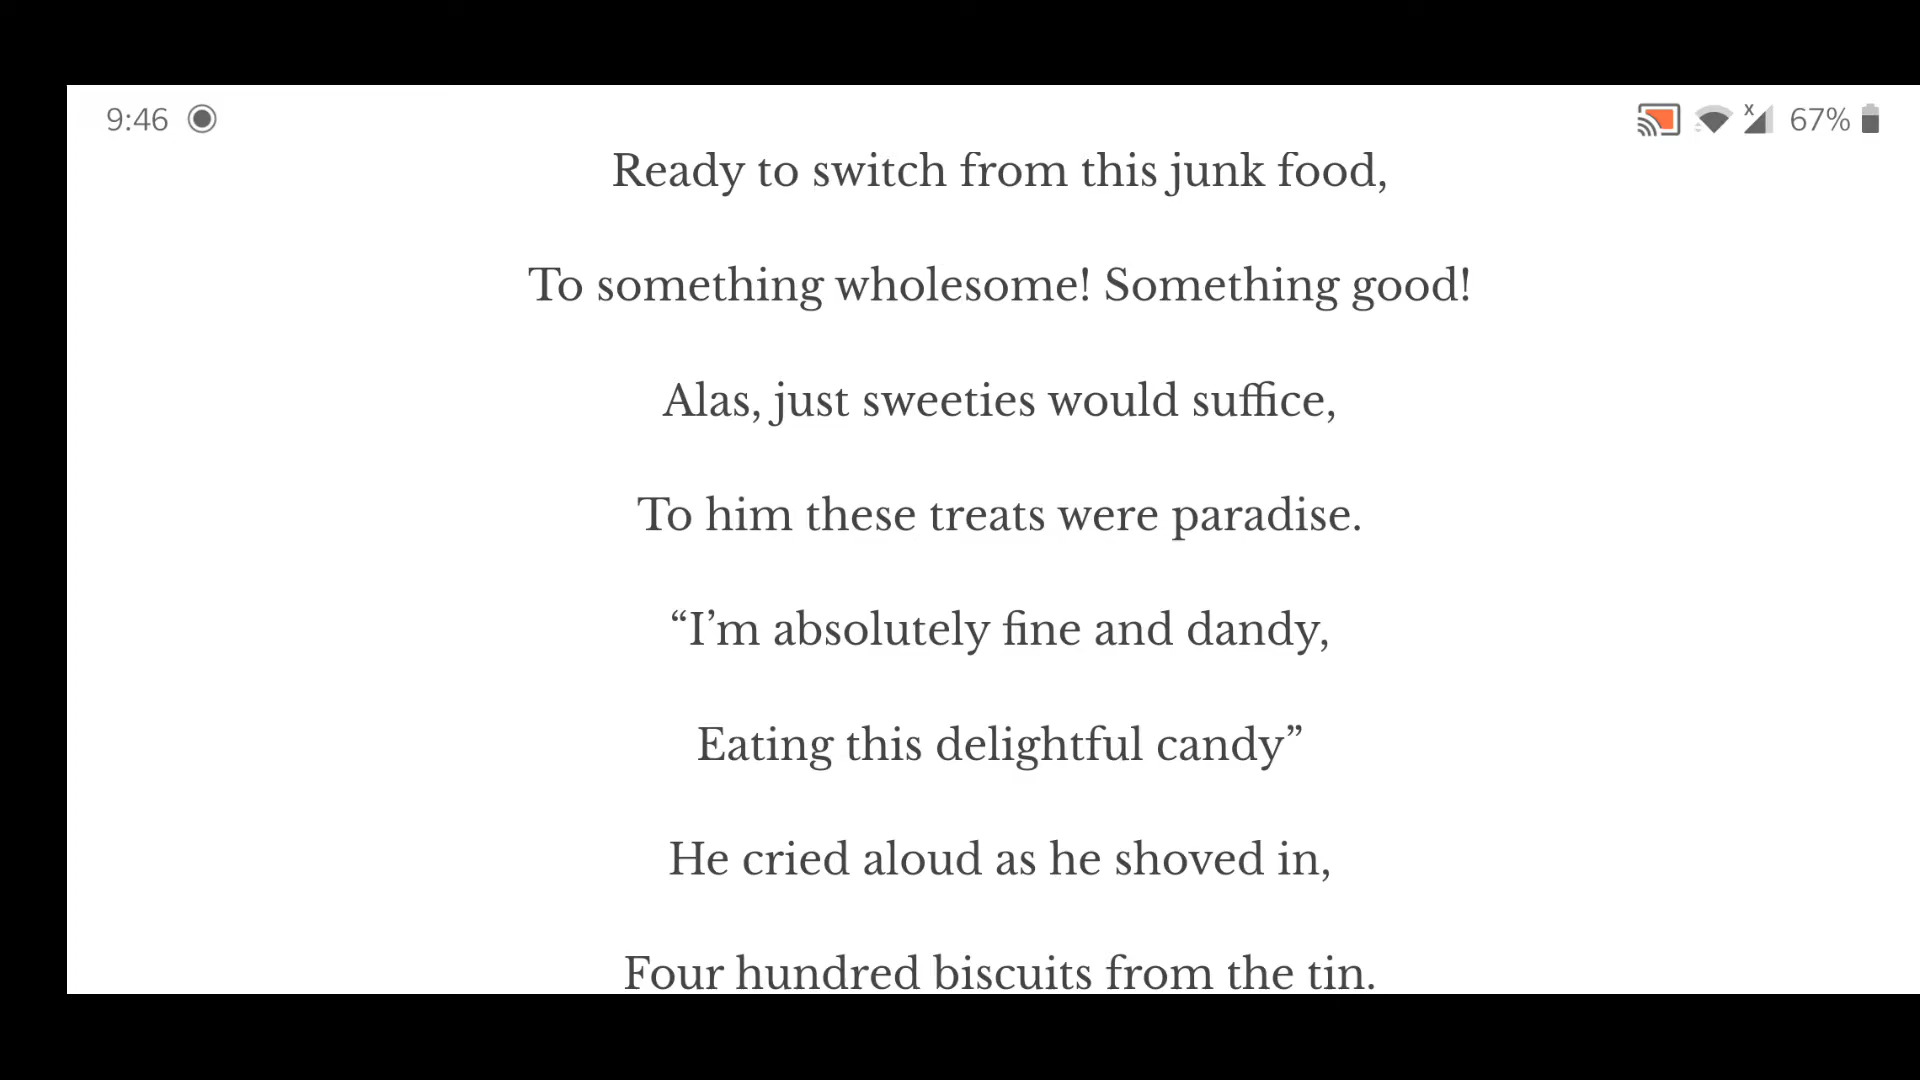 9:46
67%
Ready to switch from this junk food,
To something wholesome! Something good!
Alas, just sweeties would suffice,
To him these treats were paradise.
“I’m absolutely fine and dandy,
Eating this delightful candy”
He cried aloud as he shoved in,
Four hundred biscuits from the tin.